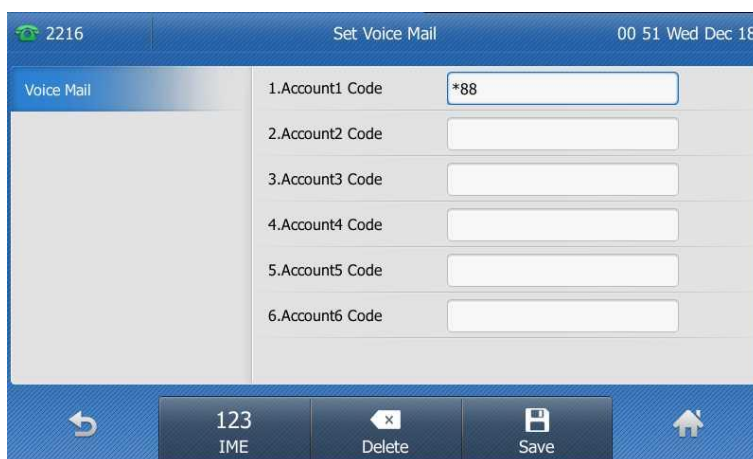 2216 Set Voice Mail 00 51 Wed Dec 18
Voice Mail
1.Account1 Code *88
2.Account2 Code
3.Account3 Code
4.Account4 Code
5.Account5 Code
6.Account6 Code
123 Delete Save
IME